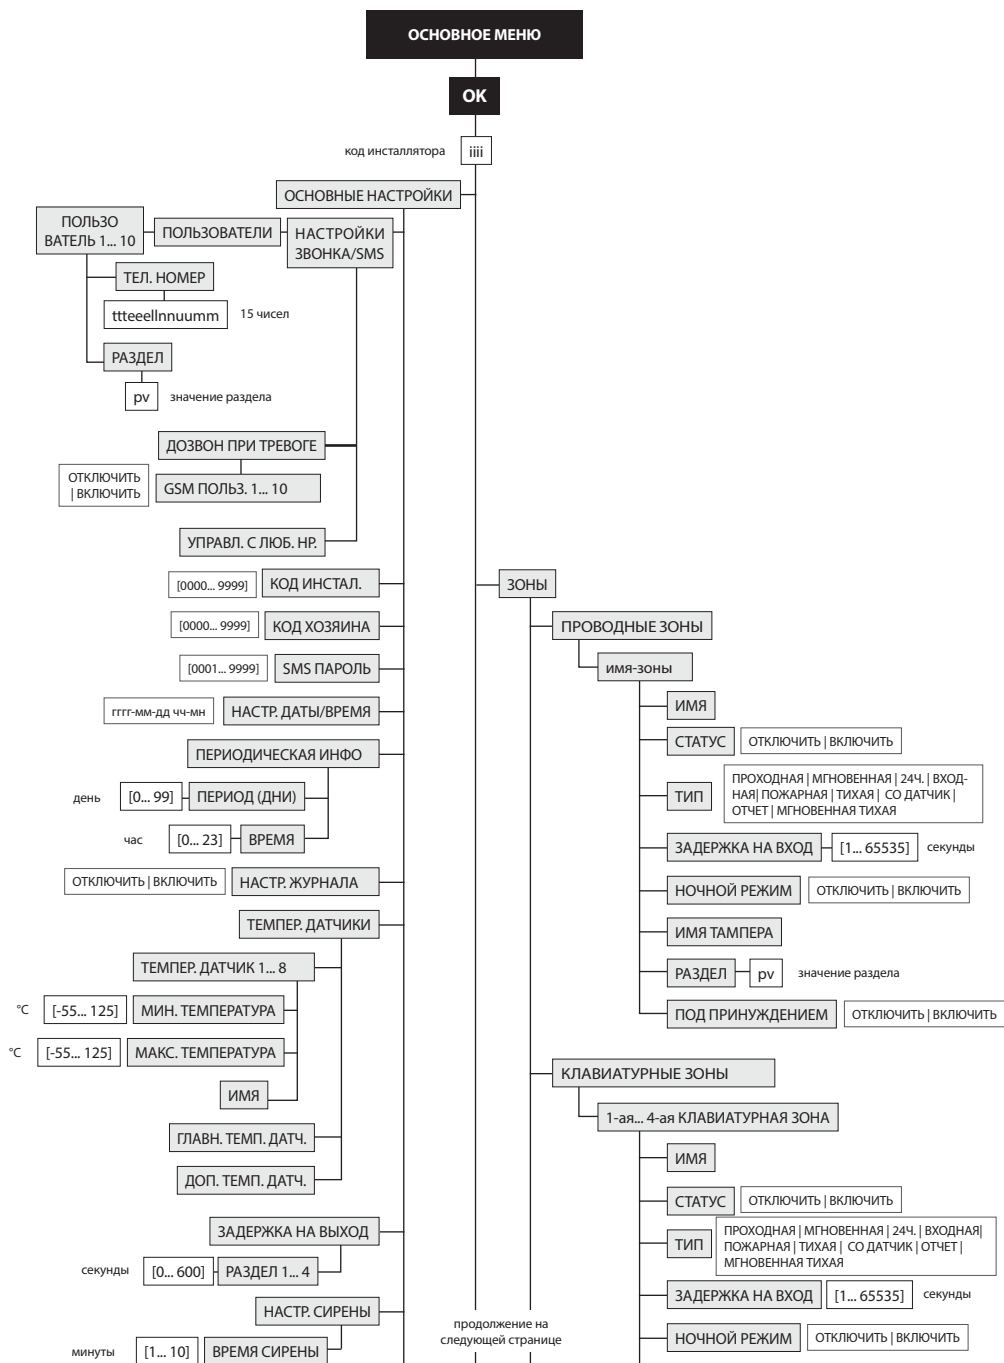 ОСНОВНОЕ МЕНЮ
OK
код инсталлятора
iiii
ОСНОВНЫЕ НАСТРОЙКИ
ПОЛЬЗО
ВАТЕЛЬ 1... 10
ПОЛЬЗОВАТЕЛИ
НАСТРОЙКИ
ЗВОНКА/SMS
ТЕЛ. НОМЕР
ttteeellnnuumm
15 чисел
РАЗДЕЛ
pv
значение раздела
ДОЗВОН ПРИ ТРЕВОГЕ
ОТКЛЮЧИТЬ
| ВКЛЮЧИТЬ
GSM ПОЛЬЗ. 1... 10
УПРАВЛ. С ЛЮБ. НР.
[0000... 9999]
КОД ИНСТАЛ.
[0000... 9999]
КОД ХОЗЯИНА
[0001... 9999]
SMS ПАРОЛЬ
гггг-мм-дд чч-мн
НАСТР. ДАТЫ/ВРЕМЯ
ПЕРИОДИЧЕСКАЯ ИНФО
день
[0... 99]
ПЕРИОД (ДНИ)
час
[0... 23]
ВРЕМЯ
ОТКЛЮЧИТЬ | ВКЛЮЧИТЬ
НАСТР. ЖУРНАЛА
ТЕМПЕР. ДАТЧИКИ
ТЕМПЕР. ДАТЧИК 1... 8
°C
[-55... 125]
МИН. ТЕМПЕРАТУРА
°C
[-55... 125]
МАКС. ТЕМПЕРАТУРА
ИМЯ
ГЛАВН. ТЕМП. ДАТЧ.
ДОП. ТЕМП. ДАТЧ.
ЗАДЕРЖКА НА ВЫХОД
секунды
[0... 600]
РАЗДЕЛ 1... 4
НАСТР. СИРЕНЫ
минуты
[1... 10]
ВРЕМЯ СИРЕНЫ
ЗОНЫ
ПРОВОДНЫЕ ЗОНЫ
имя-зоны
ИМЯ
СТАТУС
ОТКЛЮЧИТЬ | ВКЛЮЧИТЬ
ТИП
ПРОХОДНАЯ | МГНОВЕННАЯ | 24Ч. | ВХОД-
НАЯ| ПОЖАРНАЯ | ТИХАЯ | СО ДАТЧИК |
ОТЧЕТ | МГНОВЕННАЯ ТИХАЯ
ЗАДЕРЖКА НА ВХОД
[1... 65535]
секунды
НОЧНОЙ РЕЖИМ
ОТКЛЮЧИТЬ | ВКЛЮЧИТЬ
ИМЯ ТАМПЕРА
РАЗДЕЛ
pv
значение раздела
ПОД ПРИНУЖДЕНИЕМ
ОТКЛЮЧИТЬ | ВКЛЮЧИТЬ
КЛАВИАТУРНЫЕ ЗОНЫ
1-ая... 4-ая КЛАВИАТУРНАЯ ЗОНА
ИМЯ
СТАТУС
ОТКЛЮЧИТЬ | ВКЛЮЧИТЬ
ТИП
ПРОХОДНАЯ | МГНОВЕННАЯ | 24Ч. | ВХОДНАЯ|
ПОЖАРНАЯ | ТИХАЯ | СО ДАТЧИК | ОТЧЕТ |
МГНОВЕННАЯ ТИХАЯ
ЗАДЕРЖКА НА ВХОД
[1... 65535]
секунды
НОЧНОЙ РЕЖИМ
ОТКЛЮЧИТЬ | ВКЛЮЧИТЬ
продолжение на
следующей странице